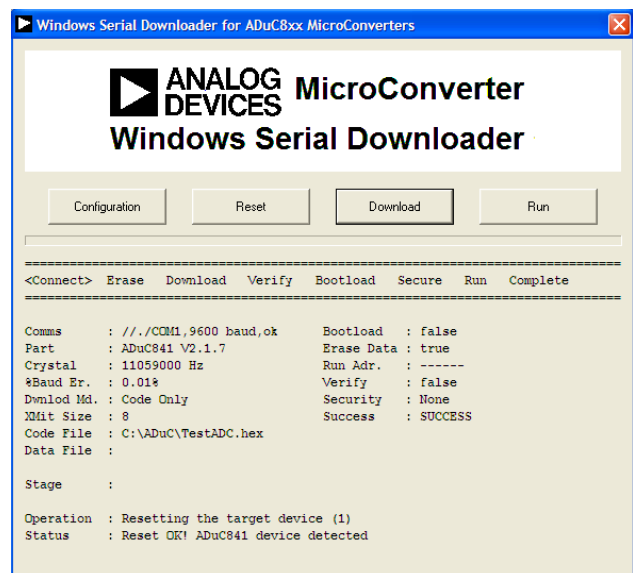 Windows Serial Downloader for ADuC8xx MicroConverters
ANALOG DEVICES MicroConverter
Windows Serial Downloader
Configuration Reset Download Run
======================================================================
<Connect> Erase Download Verify Bootload Secure Run Complete
======================================================================
Comms : //./COM1,9600 baud,ok Bootload : false
Part : ADuC841 V2.1.7 Erase Data : true
Crystal : 11059000 Hz Run Adr. : ------
%Baud Er. : 0.01% Verify : false
Dwnlod Md. : Code Only Security : None
XMit Size : 8 Success : SUCCESS
Code File : C:\ADuC\TestADC.hex
Data File :
Stage :
Operation : Resetting the target device (1)
Status : Reset OK! ADuC841 device detected